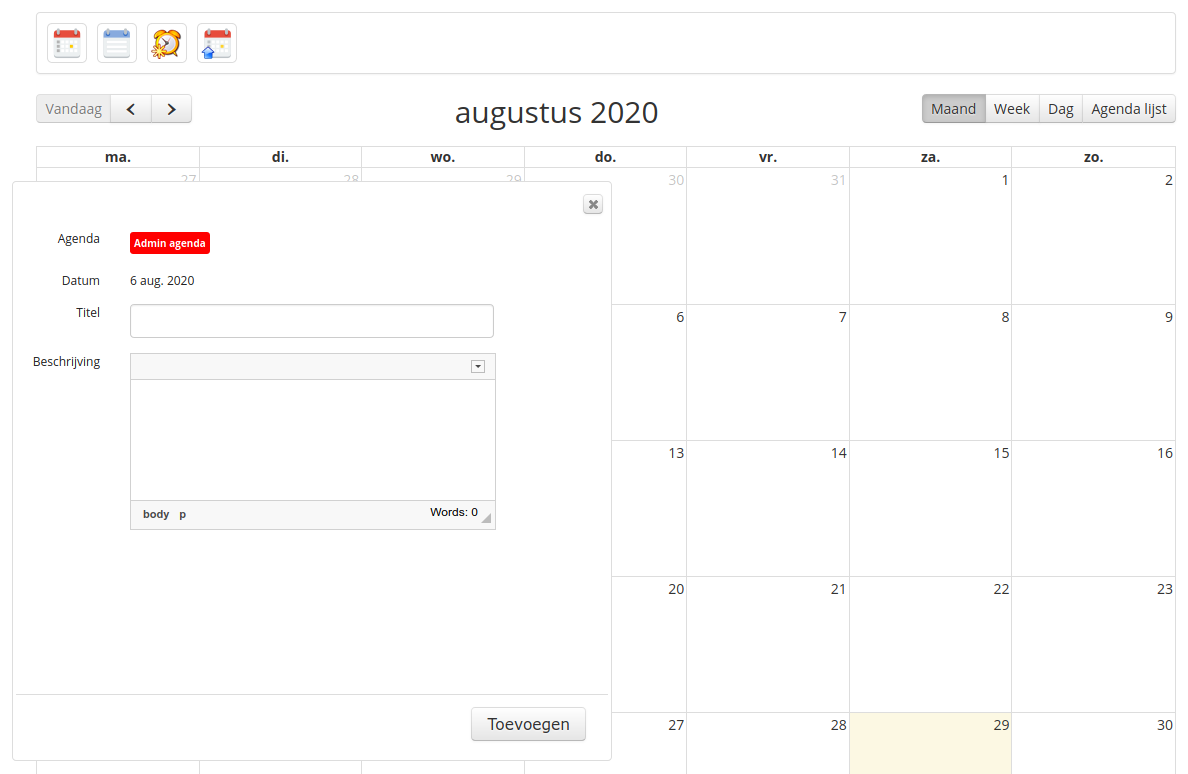 Vandaag
augustus 2020
Maand Week Dag Agenda lijst
ma. di. wo. do. vr. za. zo.
27 28 29 30 31 1 2
Agenda Admin agenda
Datum 6 aug. 2020
Titel
6 7 8 9
Beschrijving
13 14 15 16
body p Words: 0
20 21 22 23
Toevoegen
27 28 29 30